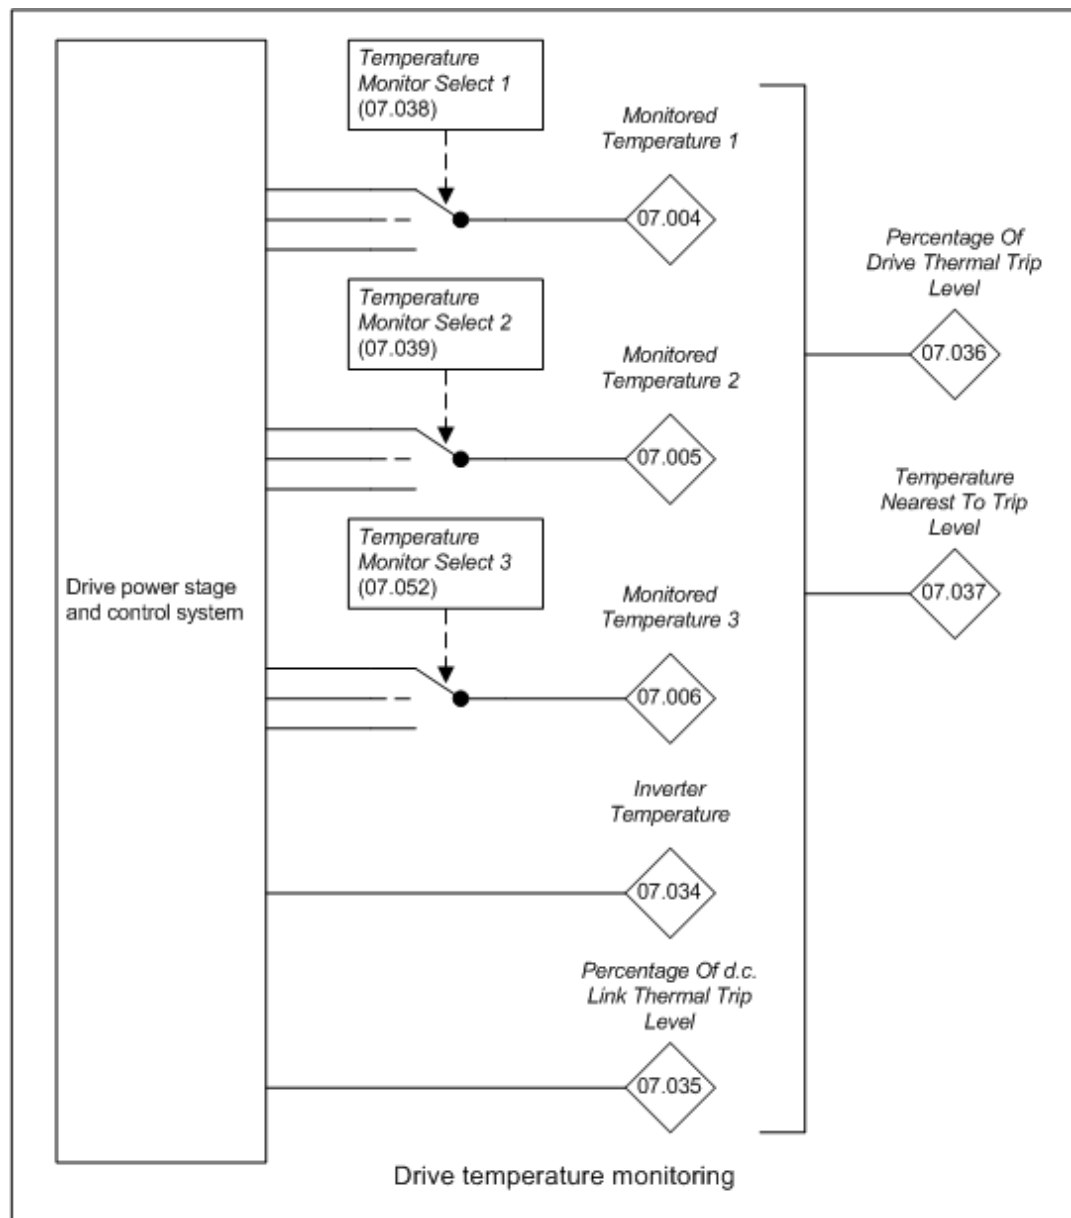 Temperature
Monitor Select 1
(07.038)
Monitored
Temperature 1
07.004
Temperature
Monitor Select 2
(07.039)
Monitored
Temperature 2
07.005
Temperature
Monitor Select 3
(07.052)
Monitored
Temperature 3
07.006
Drive power stage
and control system
Inverter
Temperature
07.034
Percentage Of d.c.
Link Thermal Trip
Level
07.035
Percentage Of
Drive Thermal Trip
Level
07.036
Temperature
Nearest To Trip
Level
07.037
Drive temperature monitoring